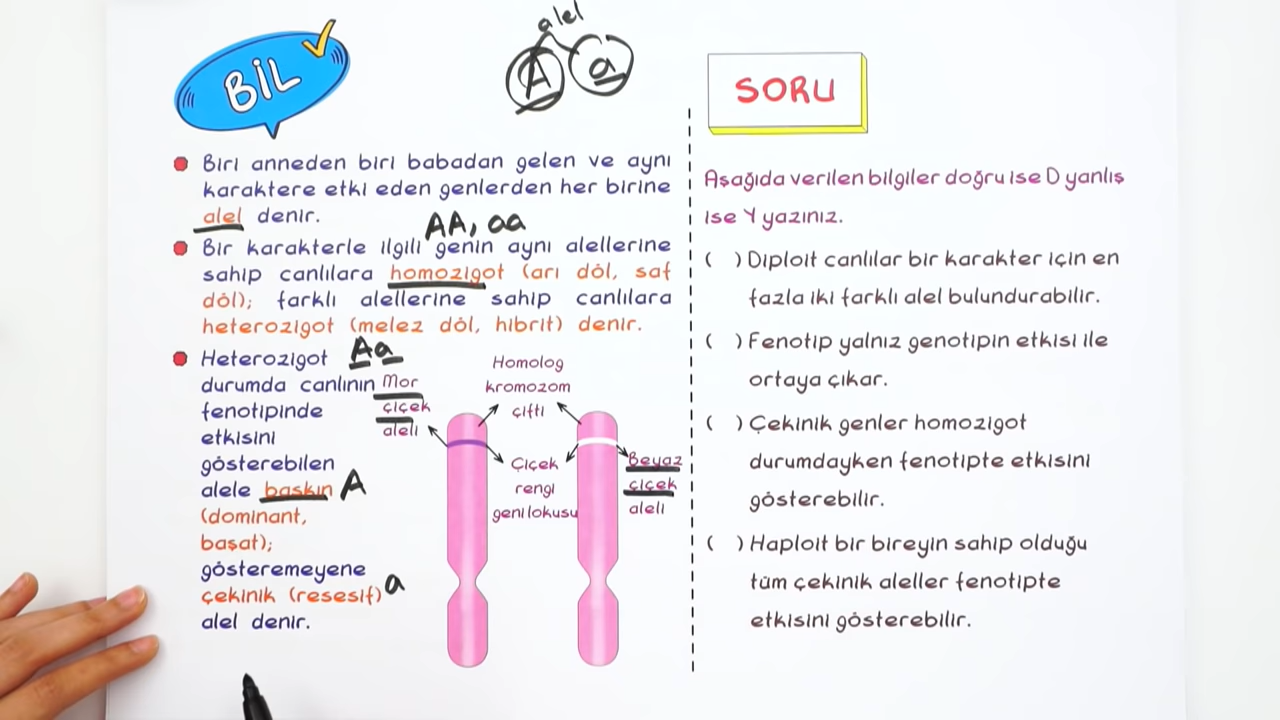 BİL
alel
A a
Biri anneden biri babadan gelen ve aynı
karaktere etki eden genlerden her birine
alel denir.
AA, aa
Bir karakterle ilgili genin aynı alellerine
sahip canlılara homozigot (arı döl, saf
döl); farklı alellerine sahip canlılara
heterozigot (melez döl, hibrit) denir.
Heterozigot Aa
durumda canlının
fenotipinde
etkisini
gösterebilen
alele baskın A
(dominant,
başat);
gösteremeyene
çekinik (resesif) a
alel denir.
Homolog
kromozom
çifti
Mor
çiçek
aleli
Çiçek
rengi
geni lokusu
Beyaz
çiçek
aleli
SORU
Aşağıda verilen bilgiler doğru ise D yanlış
ise Y yazınız.
( ) Diploit canlılar bir karakter için en
fazla iki farklı alel bulundurabilir.
( ) Fenotip yalnız genotipin etkisi ile
ortaya çıkar.
( ) Çekinik genler homozigot
durumdayken fenotipte etkisini
gösterebilir.
( ) Haploit bir bireyin sahip olduğu
tüm çekinik aleller fenotipte
etkisini gösterebilir.